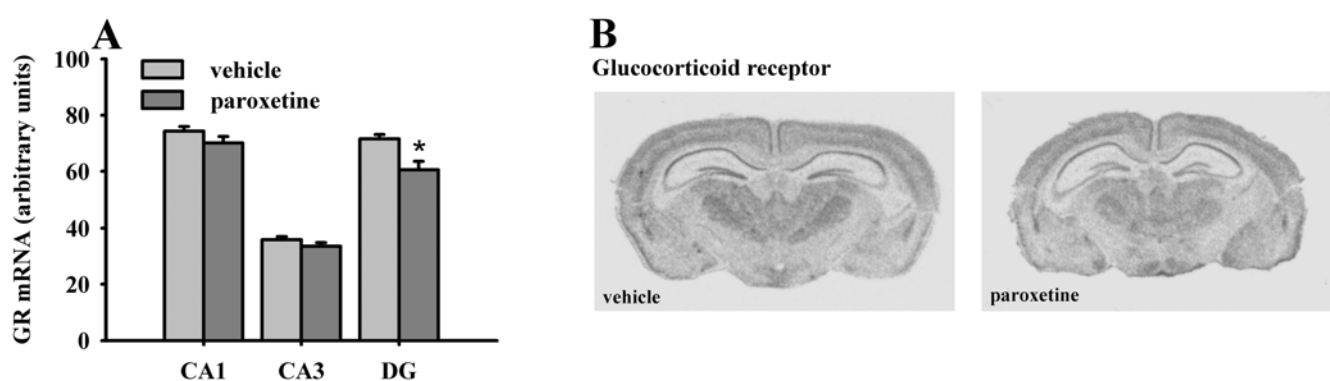 A
GR mRNA (arbitrary units)
100
80
60
40
20
0
vehicle
paroxetine
*
CA1 CA3 DG
B
Glucocorticoid receptor
vehicle
paroxetine